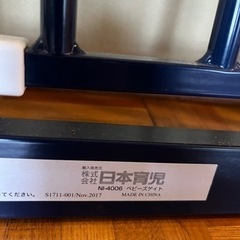 輸入発売元
株式会社日本育児
NI-4006 ベビーズゲイト
てください。 S1711-001/Nov.2017 MADE IN CHINA